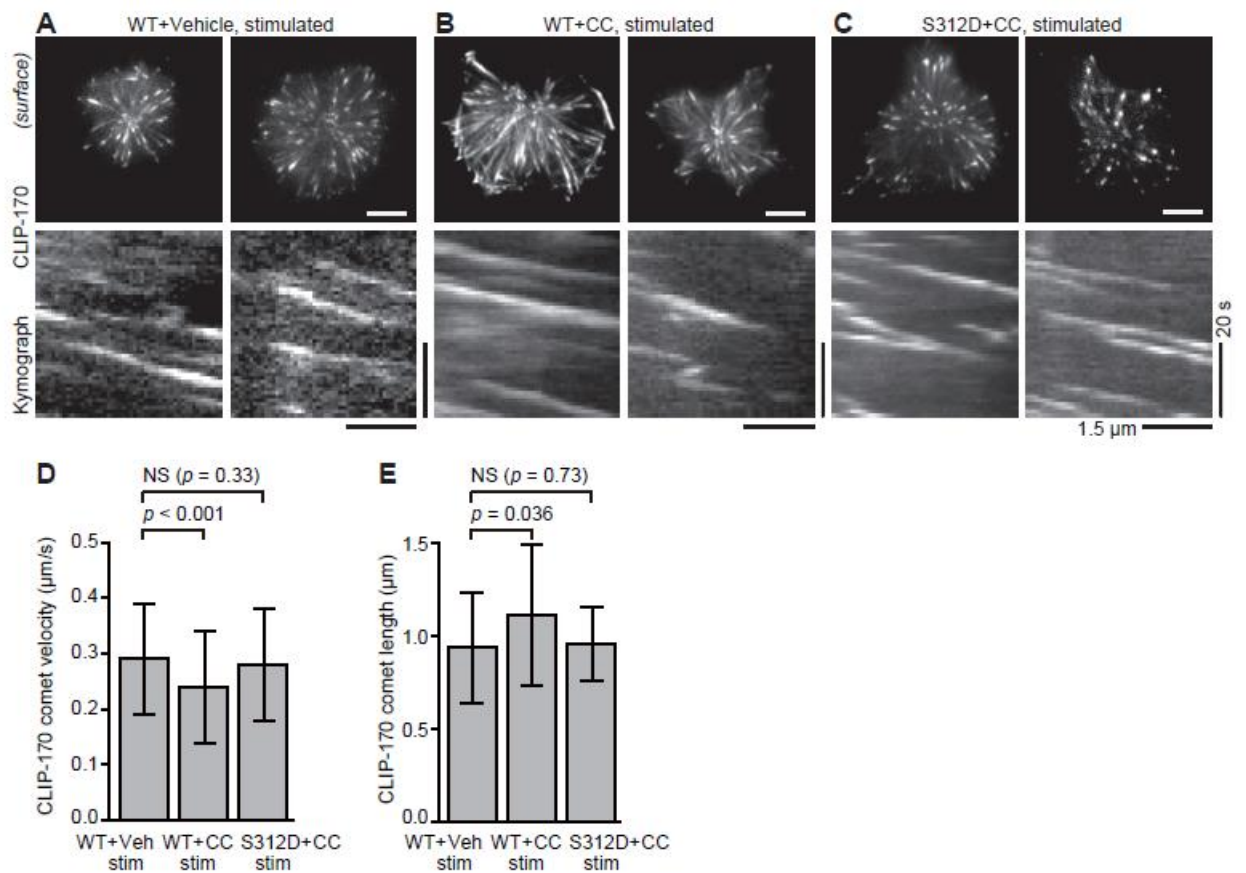 A WT+Vehicle, stimulated
B WT+CC, stimulated
C S312D+CC, stimulated
(surface)
CLIP-170
Kymograph
20 s
1.5 µm
D
NS (p = 0.33)
p < 0.001
CLIP-170 comet velocity (µm/s)
0.5
0.4
0.3
0.2
0.1
0.0
WT+Veh stim
WT+CC stim
S312D+CC stim
E
NS (p = 0.73)
p = 0.036
CLIP-170 comet length (µm)
1.5
1.0
0.5
0.0
WT+Veh stim
WT+CC stim
S312D+CC stim